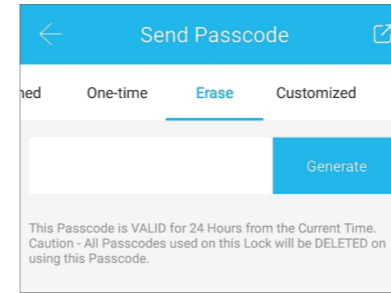 Send Passcode
ned One-time Erase Customized
Generate
This Passcode is VALID for 24 Hours from the Current Time.
Caution - All Passcodes used on this Lock will be DELETED on
using this Passcode.